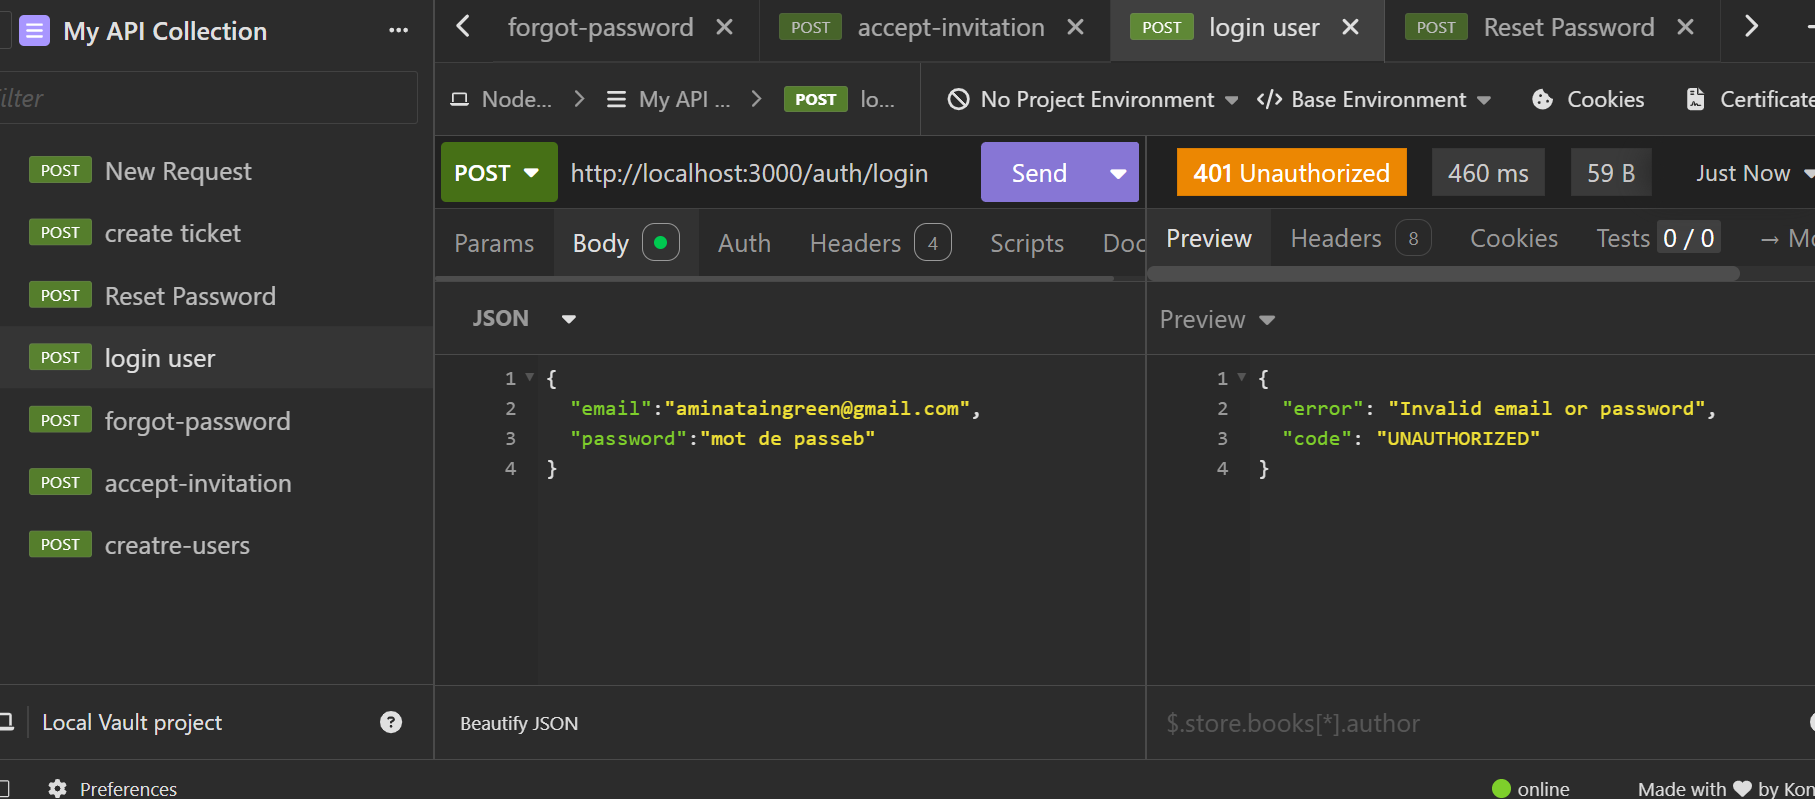 My API Collection
forgot-password
POST accept-invitation
POST login user
POST Reset Password
Node...
My API ...
POST lo...
No Project Environment
Base Environment
Cookies
Certificate
ilter
POST New Request
POST create ticket
POST Reset Password
POST login user
POST forgot-password
POST accept-invitation
POST creatre-users
Local Vault project
?
Preferences
POST http://localhost:3000/auth/login Send
Params Body Auth Headers 4 Scripts Doc
JSON
1 {
2 "email":"aminataingreen@gmail.com",
3 "password":"mot de passeb"
4 }
Beautify JSON
401 Unauthorized 460 ms 59 B Just Now
Preview Headers 8 Cookies Tests 0 / 0 → Mo
Preview
1 {
2 "error": "Invalid email or password",
3 "code": "UNAUTHORIZED"
4 }
$.store.books[*].author
online
Made with ♥ by Kon